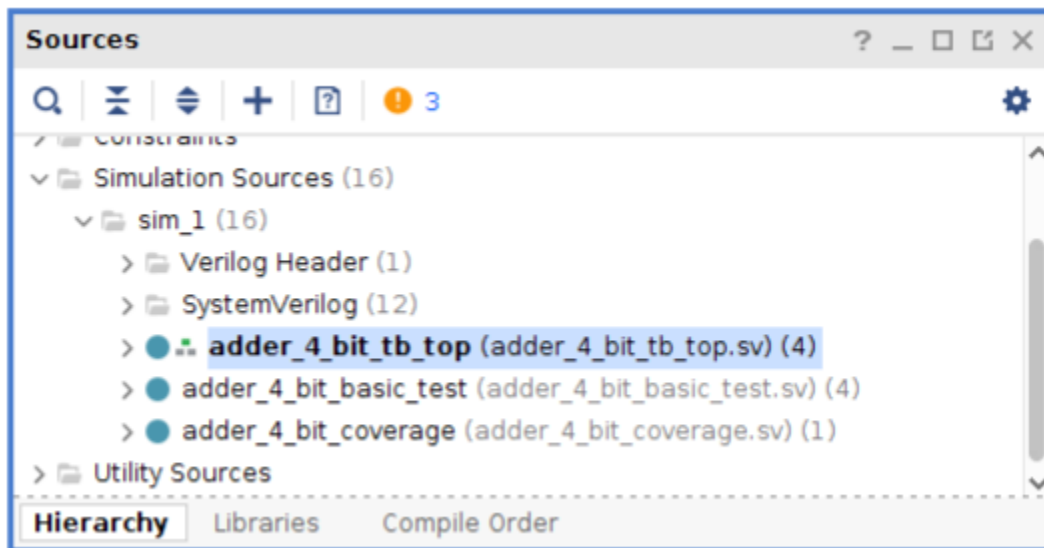 Sources
3
Constraints
Simulation Sources (16)
sim_1 (16)
Verilog Header (1)
SystemVerilog (12)
adder_4_bit_tb_top (adder_4_bit_tb_top.sv) (4)
adder_4_bit_basic_test (adder_4_bit_basic_test.sv) (4)
adder_4_bit_coverage (adder_4_bit_coverage.sv) (1)
Utility Sources
Hierarchy Libraries Compile Order